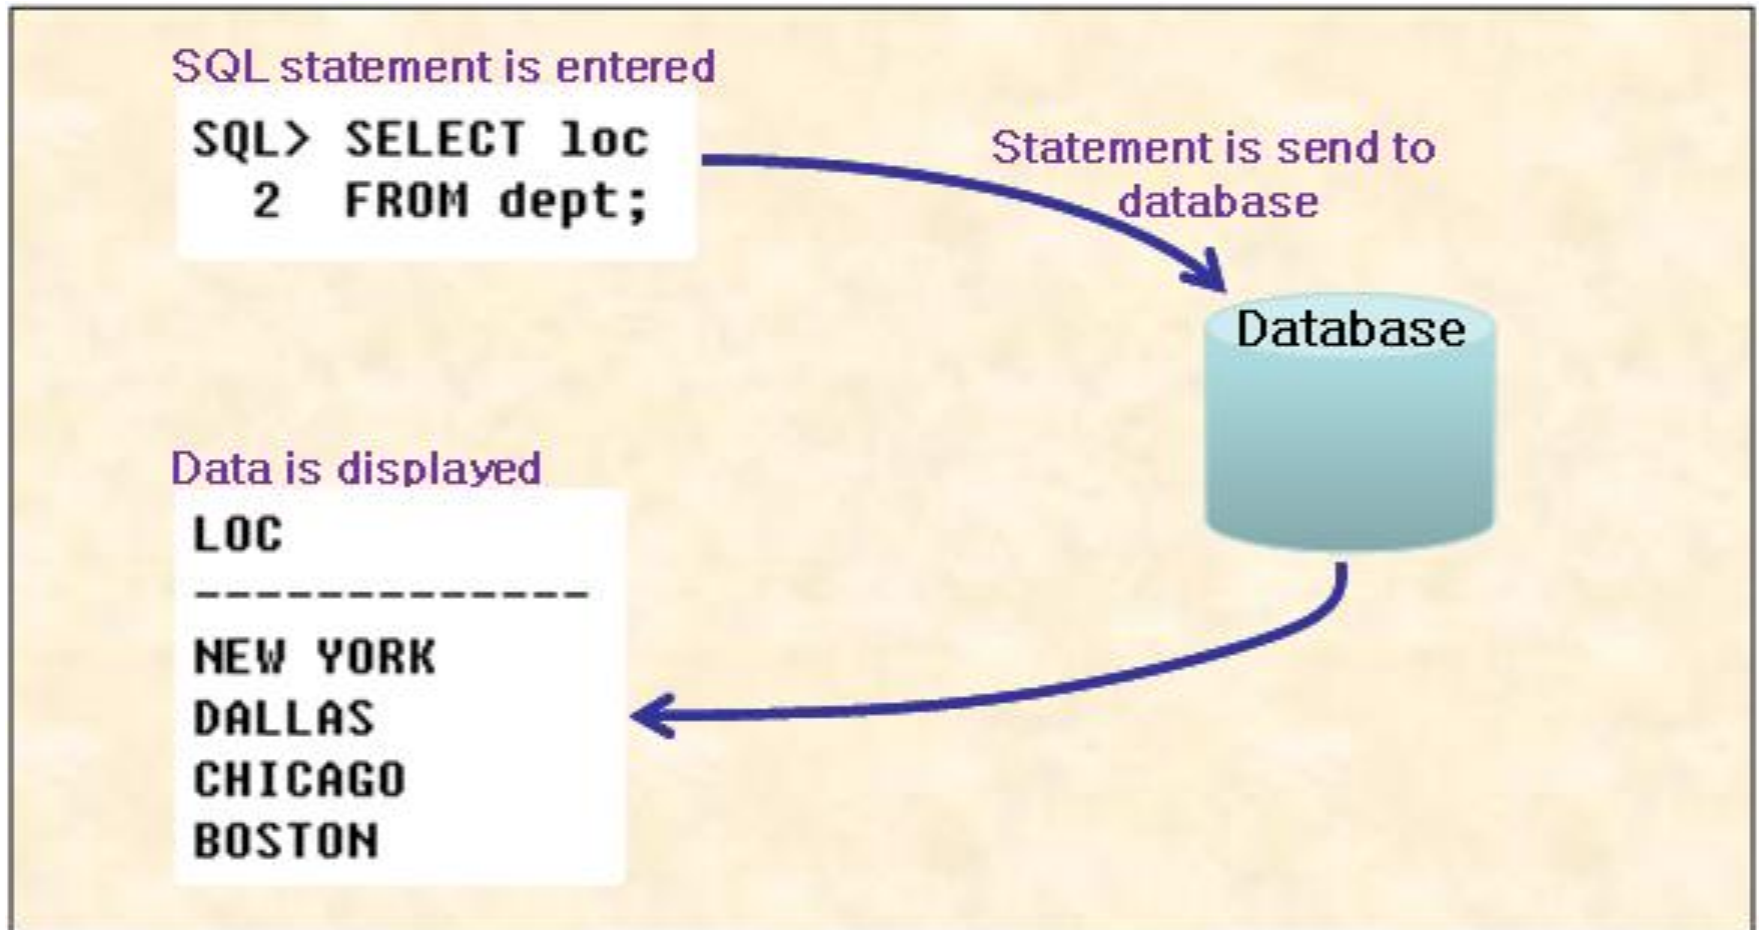 SQL statement is entered
SQL> SELECT loc
2 FROM dept;
Statement is send to
database
Database
Data is displayed
LOC
-------------
NEW YORK
DALLAS
CHICAGO
BOSTON